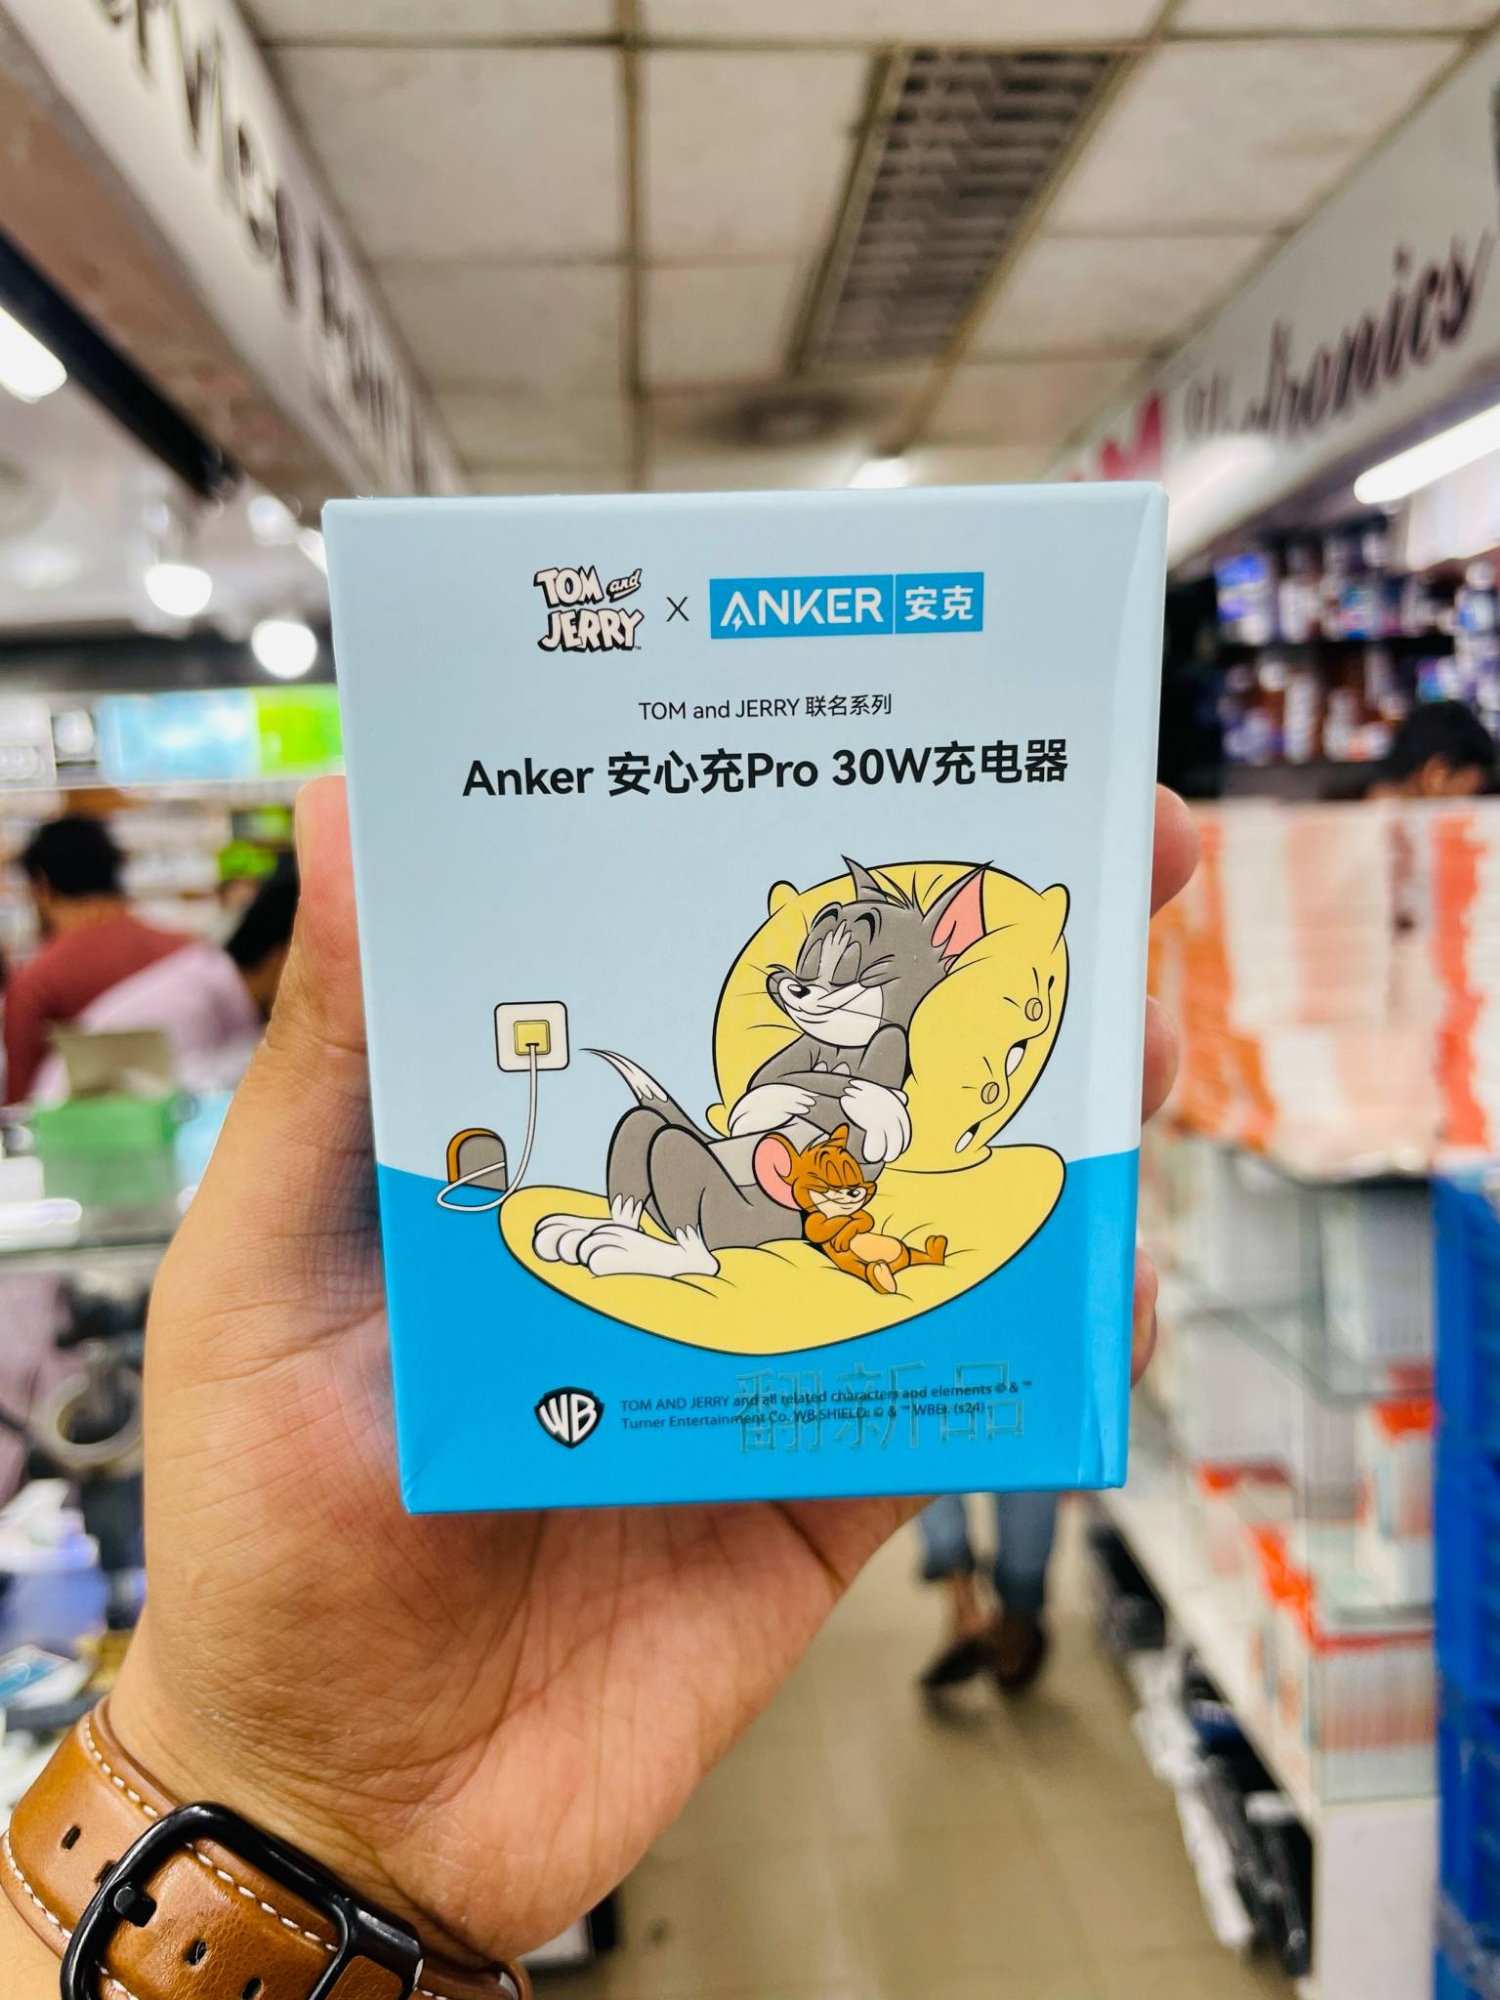 TOM and
JERRY™ X ANKER 安克
TOM and JERRY 联名系列
Anker 安心充Pro 30W充电器
WB
TOM AND JERRY and all related characters and elements © & ™
Turner Entertainment Co. WB SHIELD: © & ™ WBEI. (s24)
翻新品